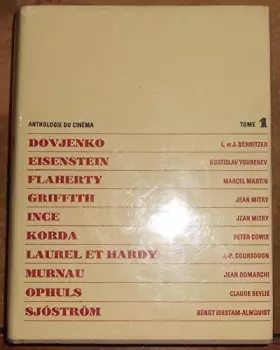 ANTHOLOGIE DU CINÉMA TOME 1
DOVJENKO L. et J. SCHNITZER
EISENSTEIN ROSTISLAV YOURENEV
FLAHERTY MARCEL MARTIN
GRIFFITH JEAN MITRY
INCE JEAN MITRY
KORDA PETER COWIE
LAUREL ET HARDY J.-P. COURSODON
MURNAU JEAN DOMARCHI
OPHULS CLAUDE BEYLIE
SJÖSTRÖM BENGT IDESTAM-ALMQUIST